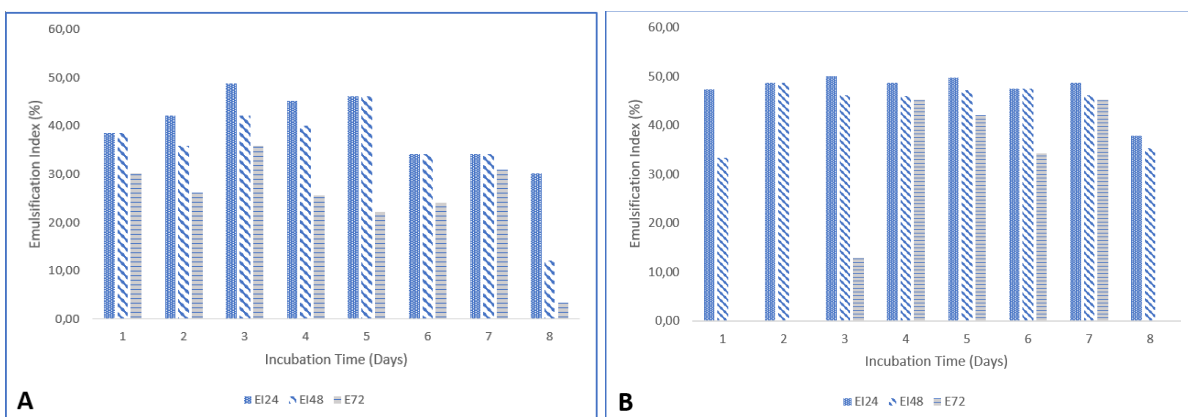 60,00
50,00
40,00
30,00
20,00
10,00
0,00
Emulsification Index (%)
1 2 3 4 5 6 7 8
Incubation Time (Days)
EI24 EI48 E72
A
60,00
50,00
40,00
30,00
20,00
10,00
0,00
Emulsification Index (%)
1 2 3 4 5 6 7 8
Incubation Time (Days)
EI24 EI48 E72
B